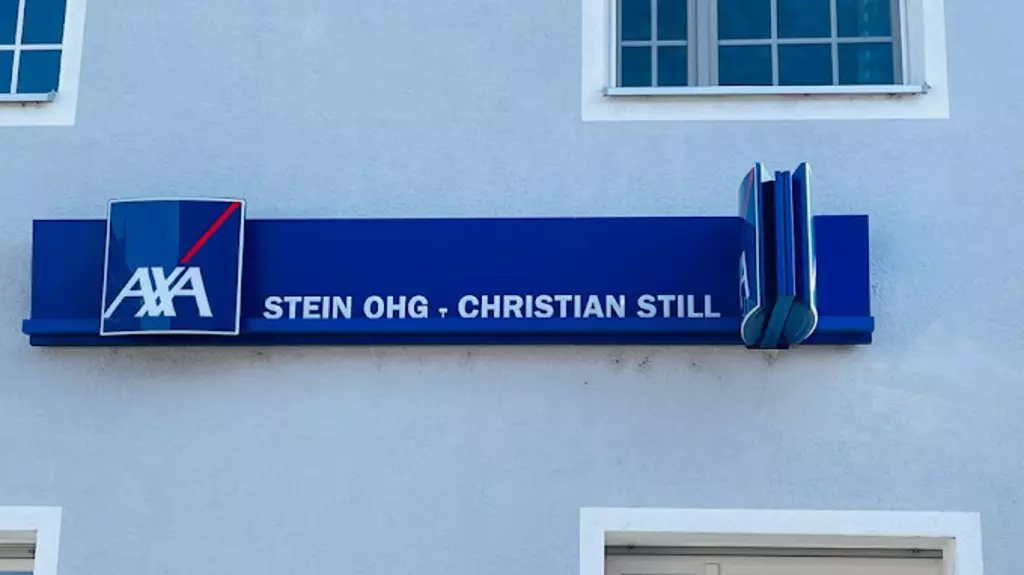 AXA
STEIN OHG - CHRISTIAN STILL